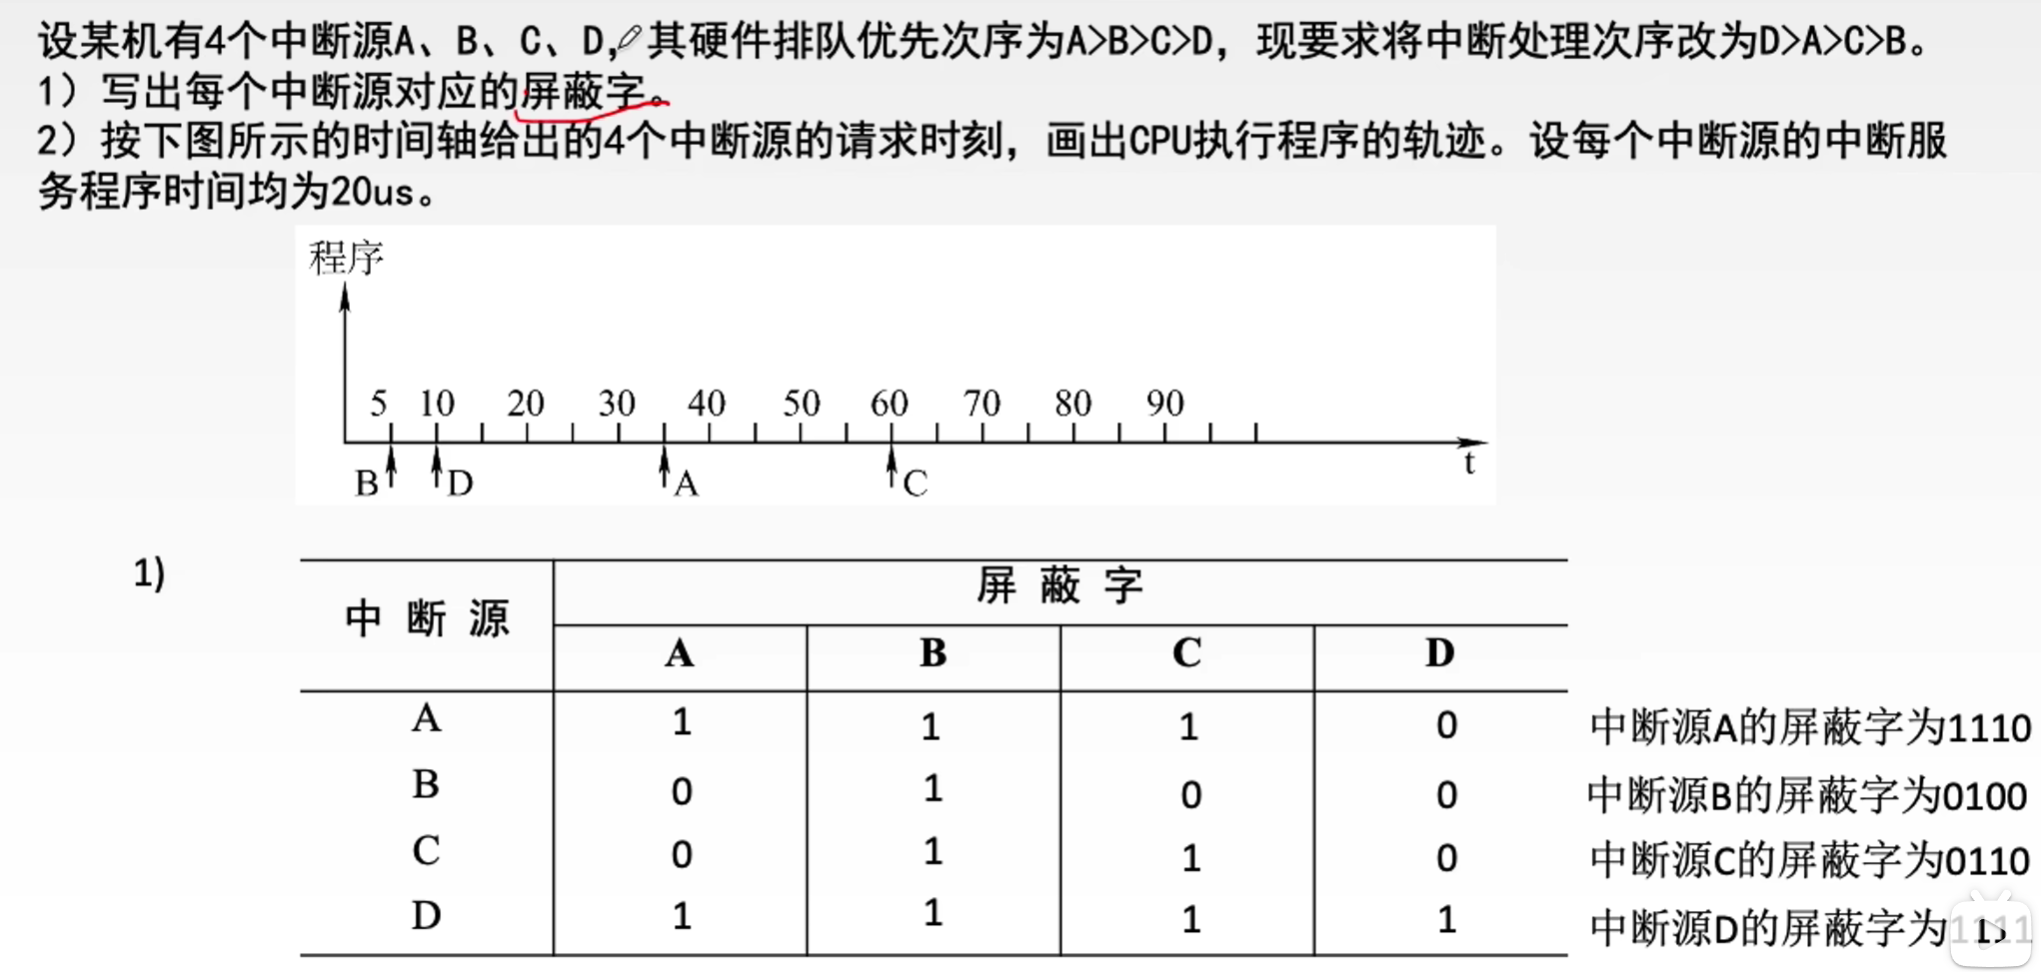 设某机有4个中断源A、B、C、D,其硬件排队优先次序为A>B>C>D，现要求将中断处理次序改为D>A>C>B。
1）写出每个中断源对应的屏蔽字。
2）按下图所示的时间轴给出的4个中断源的请求时刻，画出CPU执行程序的轨迹。设每个中断源的中断服
务程序时间均为20us。
程序
5 10 20 30 40 50 60 70 80 90
t
B D A C
1)
中断源 屏蔽字
A B C D
A 1 1 1 0 中断源A的屏蔽字为1110
B 0 1 0 0 中断源B的屏蔽字为0100
C 0 1 1 0 中断源C的屏蔽字为0110
D 1 1 1 1 中断源D的屏蔽字为1111